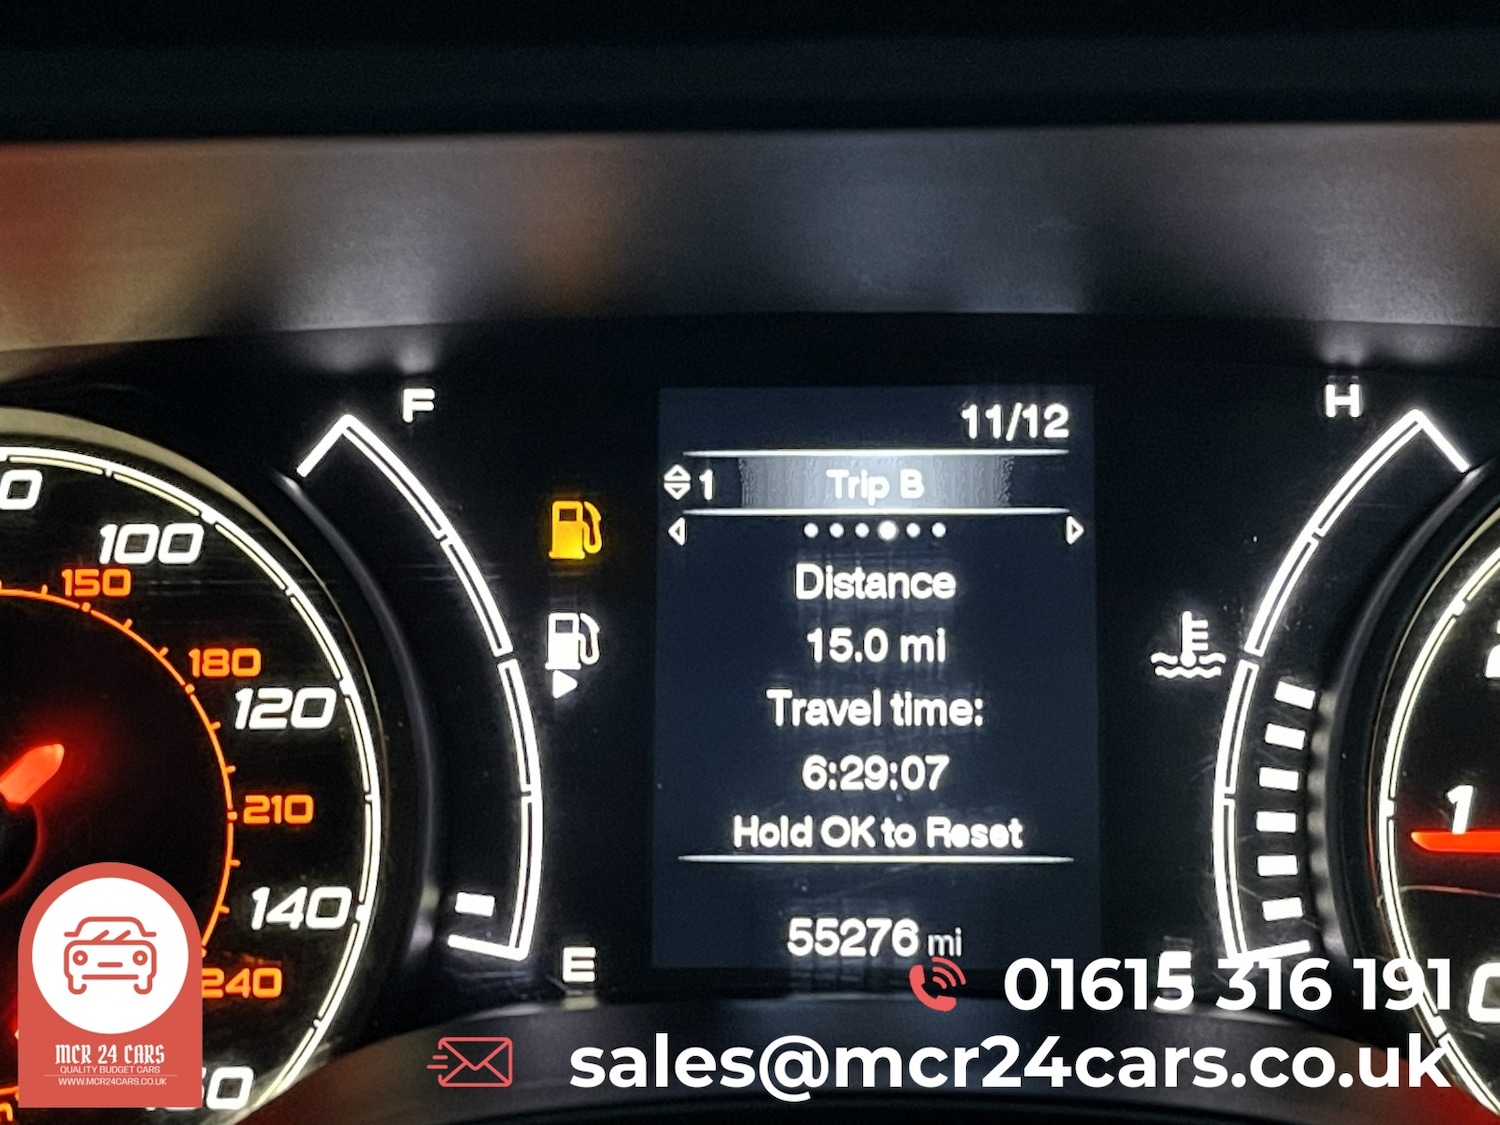 F
H
11/12
1 Trip B
Distance
15.0 mi
Travel time:
6:29:07
Hold OK to Reset
55276 mi
E
100
120
140
150
180
210
240
1
0
01615 316 191
sales@mcr24cars.co.uk
MCR 24 CARS
QUALITY BUDGET CARS
WWW.MCR24CARS.CO.UK